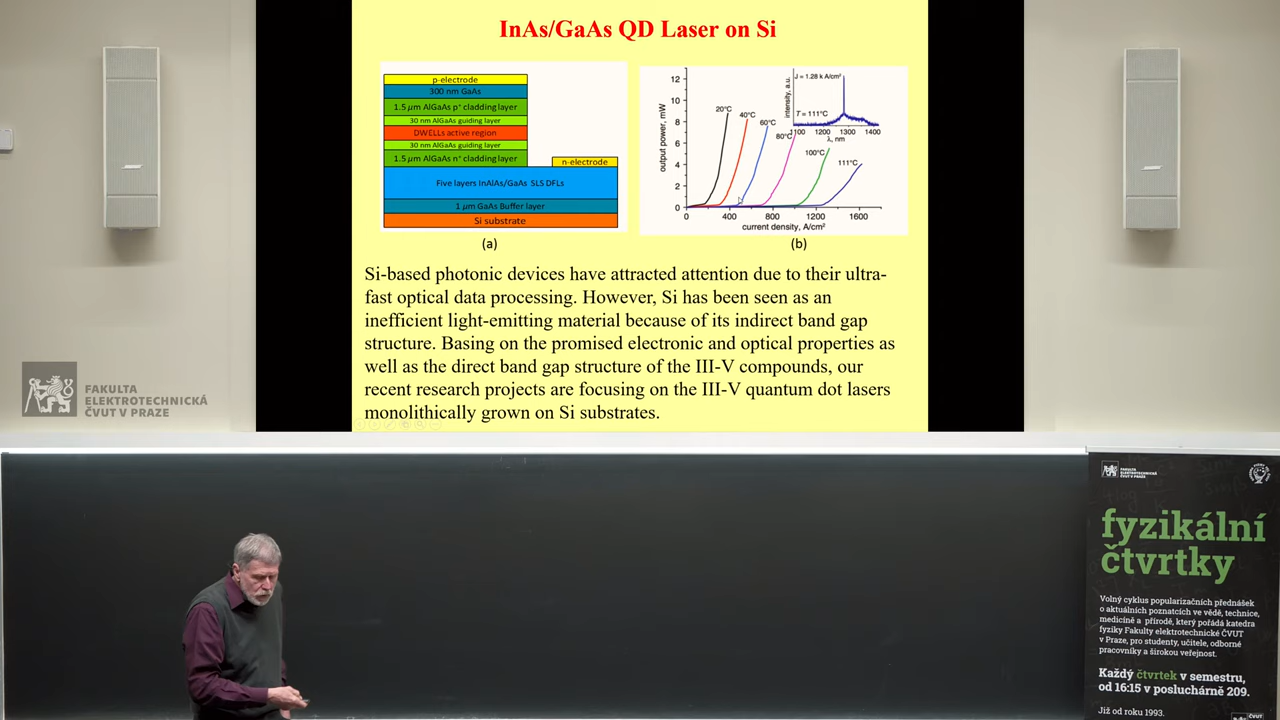 InAs/GaAs QD Laser on Si
p-electrode
300 nm GaAs
1.5 μm AlGaAs p⁺ cladding layer
30 nm AlGaAs guiding layer
DWELLs active region
30 nm AlGaAs guiding layer
1.5 μm AlGaAs n⁺ cladding layer
n-electrode
Five layers InAlAs/GaAs SLS DFLs
1 μm GaAs Buffer layer
Si substrate
(a)
output power, mW
12
10
8
6
4
2
0
20°C
40°C
60°C
80°C
100°C
111°C
0
400
800
1200
1600
current density, A/cm²
intensity, a.u.
J = 1.28 k A/cm²
T = 111°C
1100
1200
1300
1400
λ, nm
(b)
Si-based photonic devices have attracted attention due to their ultra-
fast optical data processing. However, Si has been seen as an
inefficient light-emitting material because of its indirect band gap
structure. Basing on the promised electronic and optical properties as
well as the direct band gap structure of the III-V compounds, our
recent research projects are focusing on the III-V quantum dot lasers
monolithically grown on Si substrates.
FAKULTA
ELEKTROTECHNICKÁ
ČVUT V PRAZE
FAKULTA
ELEKTROTECHNICKÁ
ČVUT V PRAZE
fyzikální
čtvrtky
Volný cyklus popularizačních přednášek
o aktuálních poznatcích ve vědě, technice,
medicíně a přírodě, který pořádá katedra
fyziky Fakulty elektrotechnické ČVUT
v Praze, pro studenty, učitele, odborné
pracovníky a širokou veřejnost.
Každý čtvrtek v semestru,
od 16:15 v posluchárně 209.
Již od roku 1993.
ČVUT